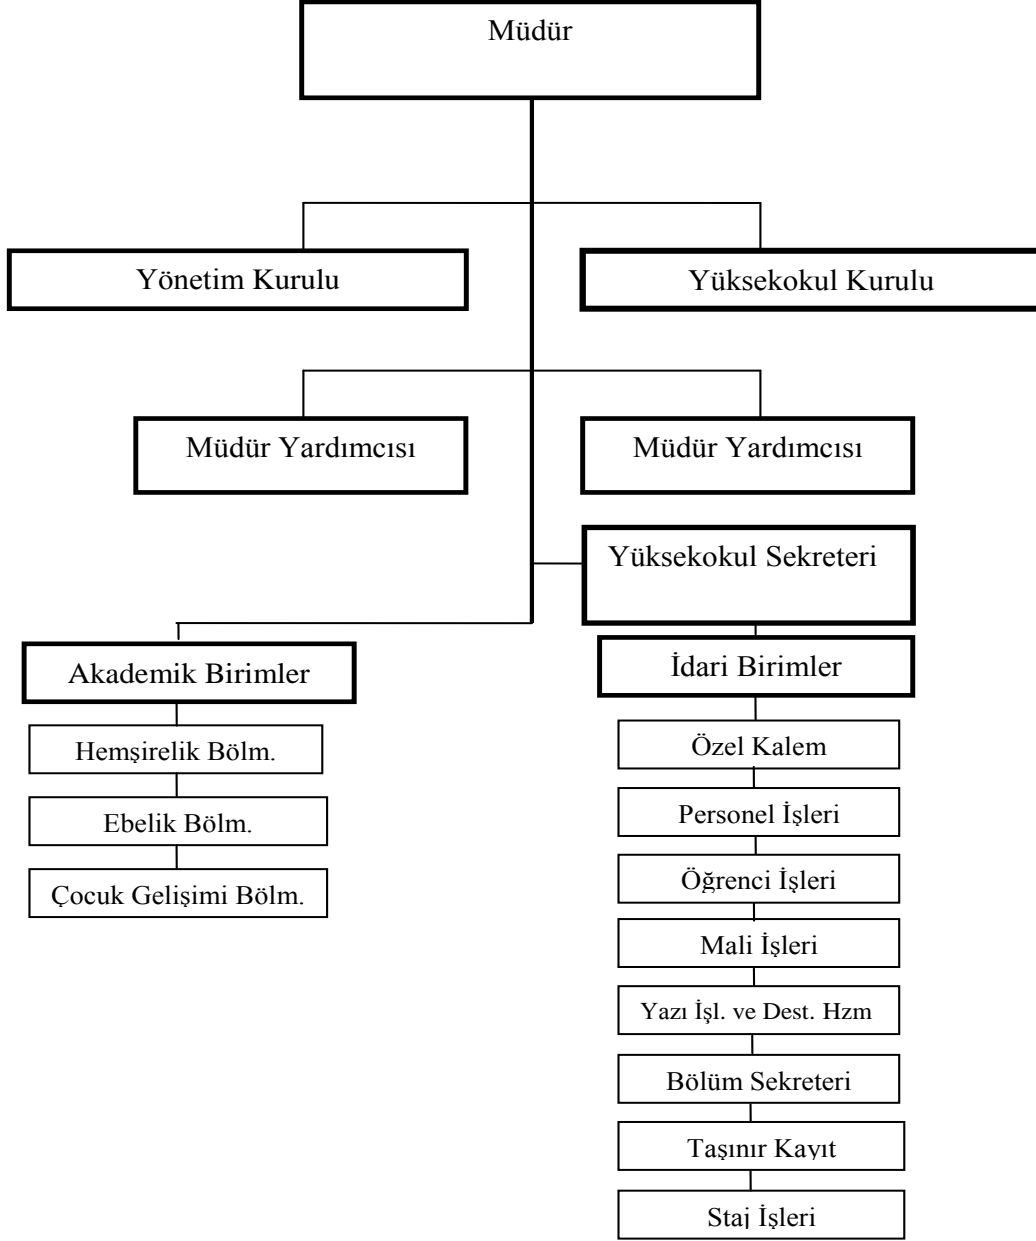 Müdür
Yönetim Kurulu
Yüksekokul Kurulu
Müdür Yardımcısı
Müdür Yardımcısı
Yüksekokul Sekreteri
Akademik Birimler
İdari Birimler
Hemşirelik Bölm.
Ebelik Bölm.
Çocuk Gelişimi Bölm.
Özel Kalem
Personel İşleri
Öğrenci İşleri
Mali İşleri
Yazı İşl. ve Dest. Hzm
Bölüm Sekreteri
Taşınır Kayıt
Staj İşleri